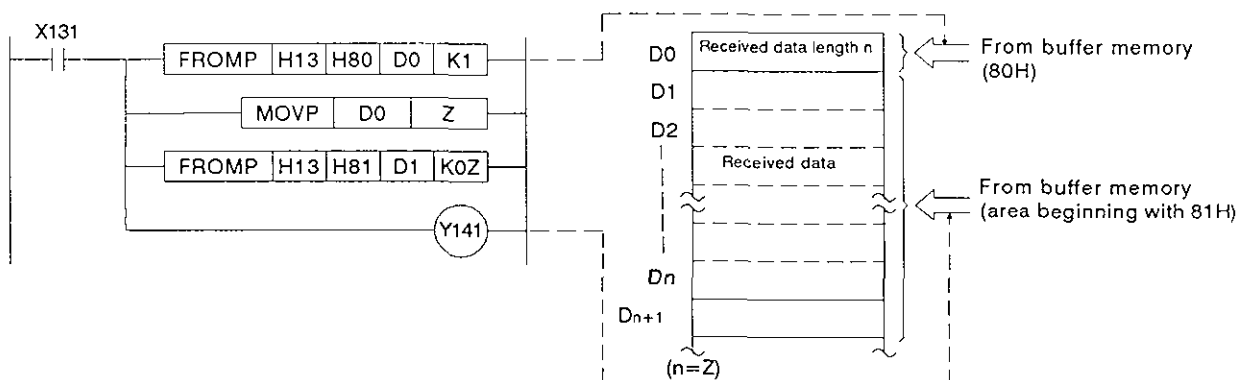 X131
FROMP H13 H80 D0 K1
MOVP D0 Z
FROMP H13 H81 D1 K0Z
Y141
D0 Received data length n
D1
D2
Received data
Dn
Dn+1
(n=Z)
From buffer memory
(80H)
From buffer memory
(area beginning with 81H)